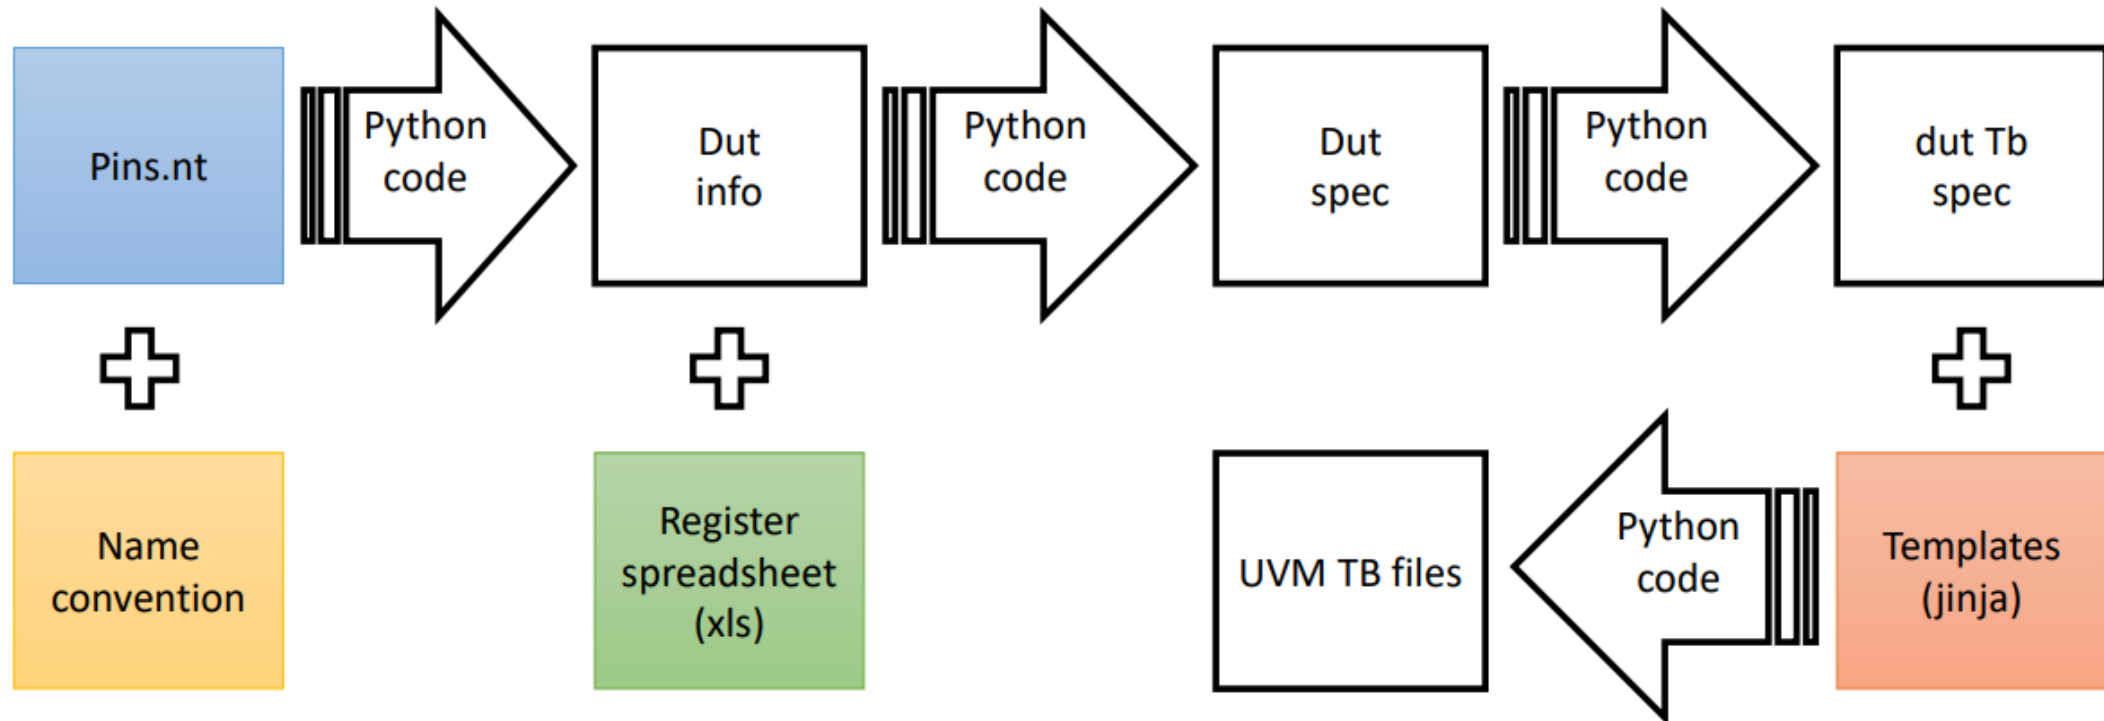 Pins.nt
Python
code
Dut
info
Python
code
Dut
spec
Python
code
dut Tb
spec
Name
convention
Register
spreadsheet
(xls)
UVM TB files
Python
code
Templates
(jinja)